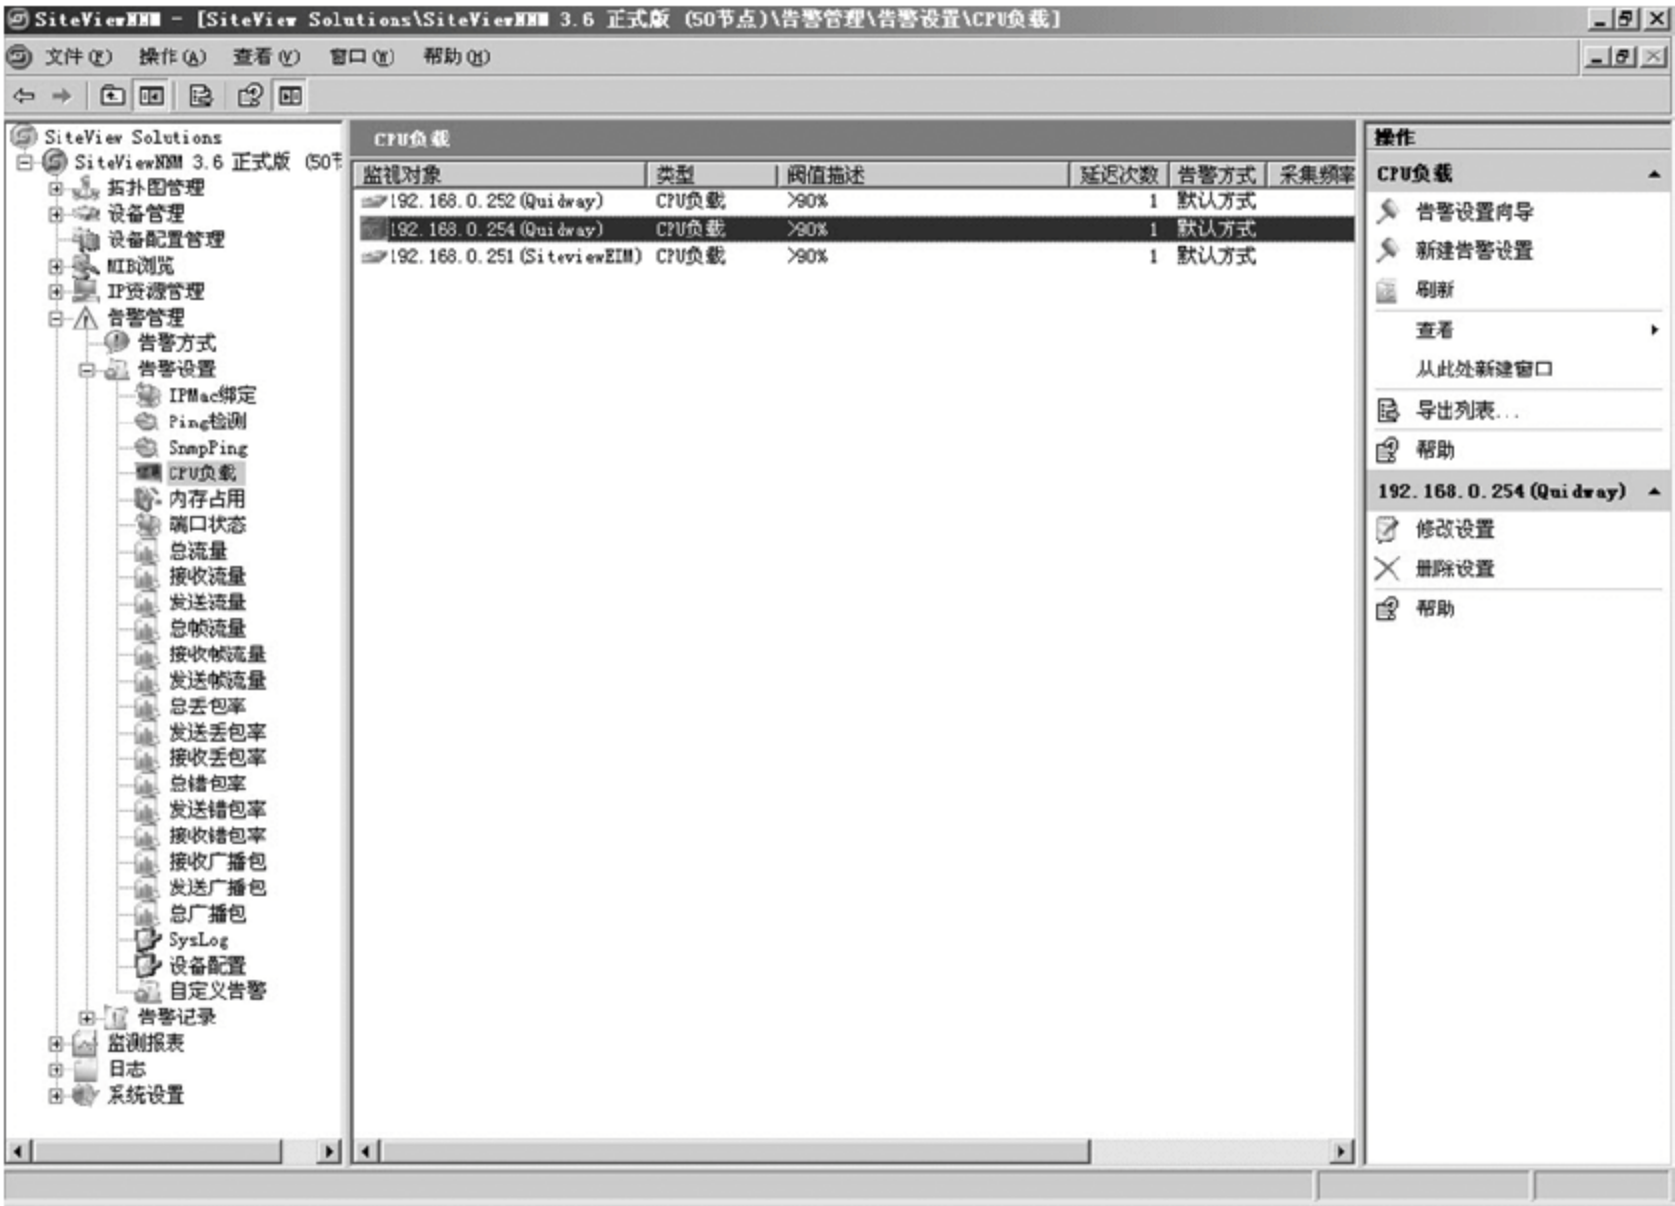 SiteViewNNM - [SiteView Solutions\SiteViewNNM 3.6 正式版 (50节点)\告警管理\告警设置\CPU负载]
文件(F) 操作(A) 查看(V) 窗口(W) 帮助(H)
SiteView Solutions
SiteViewNNM 3.6 正式版 (50节
拓扑图管理
设备管理
设备配置管理
MIB浏览
IP资源管理
告警管理
告警方式
告警设置
IPMac绑定
Ping检测
SnmpPing
CPU负载
内存占用
端口状态
总流量
接收流量
发送流量
总帧流量
接收帧流量
发送帧流量
总丢包率
发送丢包率
接收丢包率
总错包率
发送错包率
接收错包率
接收广播包
发送广播包
总广播包
SysLog
设备配置
自定义告警
告警记录
监测报表
日志
系统设置
CPU负载
监视对象 类型 阀值描述 延迟次数 告警方式 采集频率
192.168.0.252(Quidway) CPU负载 >90% 1 默认方式
192.168.0.254(Quidway) CPU负载 >90% 1 默认方式
192.168.0.251(SiteviewEIM) CPU负载 >90% 1 默认方式
操作
CPU负载
告警设置向导
新建告警设置
刷新
查看
从此处新建窗口
导出列表...
帮助
192.168.0.254(Quidway)
修改设置
删除设置
帮助